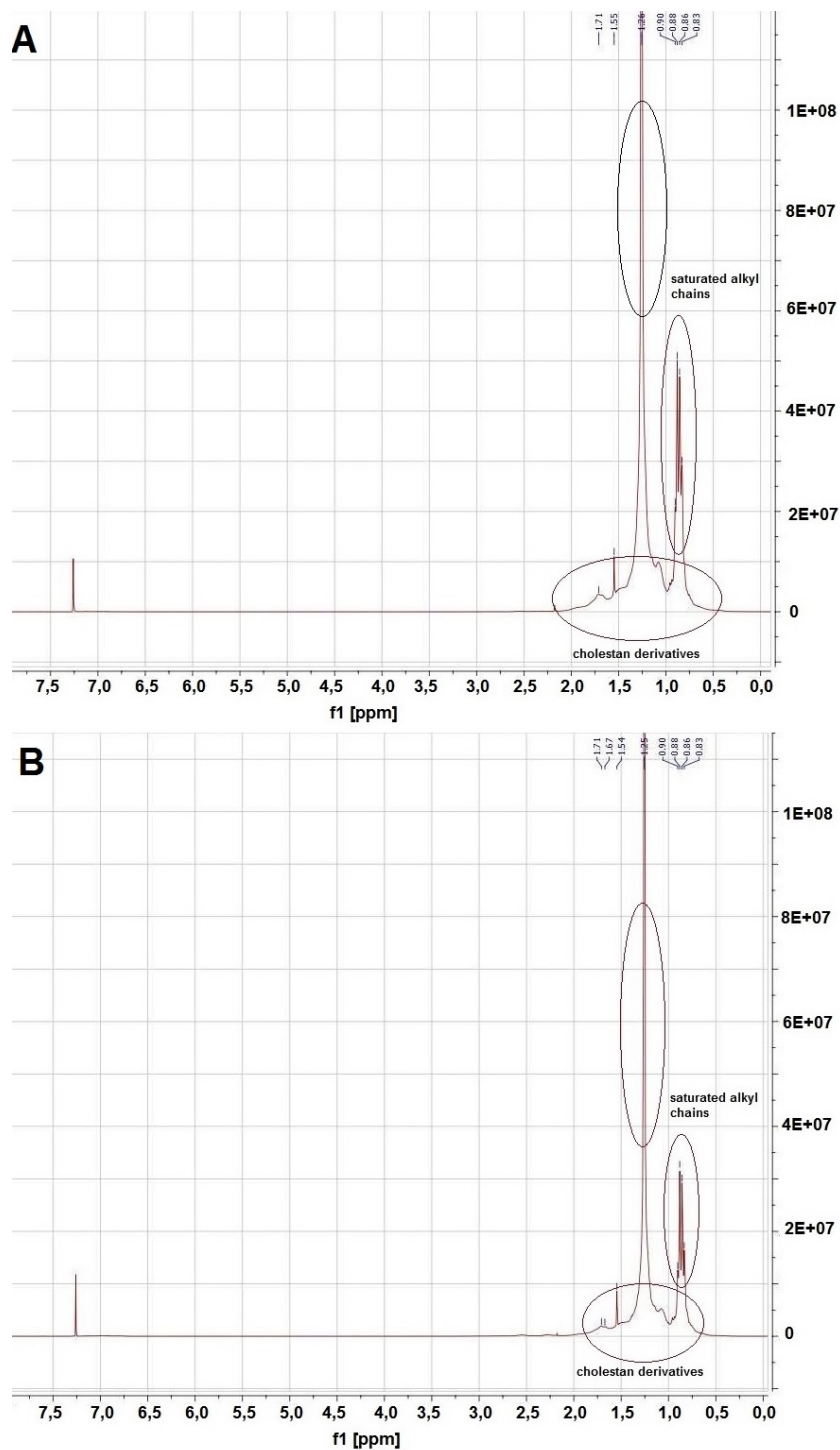 A
1.71
1.55
1.26
0.90
0.88
0.86
0.83
1E+08
8E+07
saturated alkyl
chains
6E+07
4E+07
2E+07
0
cholestan derivatives
7,5 7,0 6,5 6,0 5,5 5,0 4,5 4,0 3,5 3,0 2,5 2,0 1,5 1,0 0,5 0,0
f1 [ppm]
B
1.71
1.67
1.54
1.25
0.90
0.88
0.86
0.83
1E+08
8E+07
6E+07
saturated alkyl
chains
4E+07
2E+07
0
cholestan derivatives
7,5 7,0 6,5 6,0 5,5 5,0 4,5 4,0 3,5 3,0 2,5 2,0 1,5 1,0 0,5 0,0
f1 [ppm]